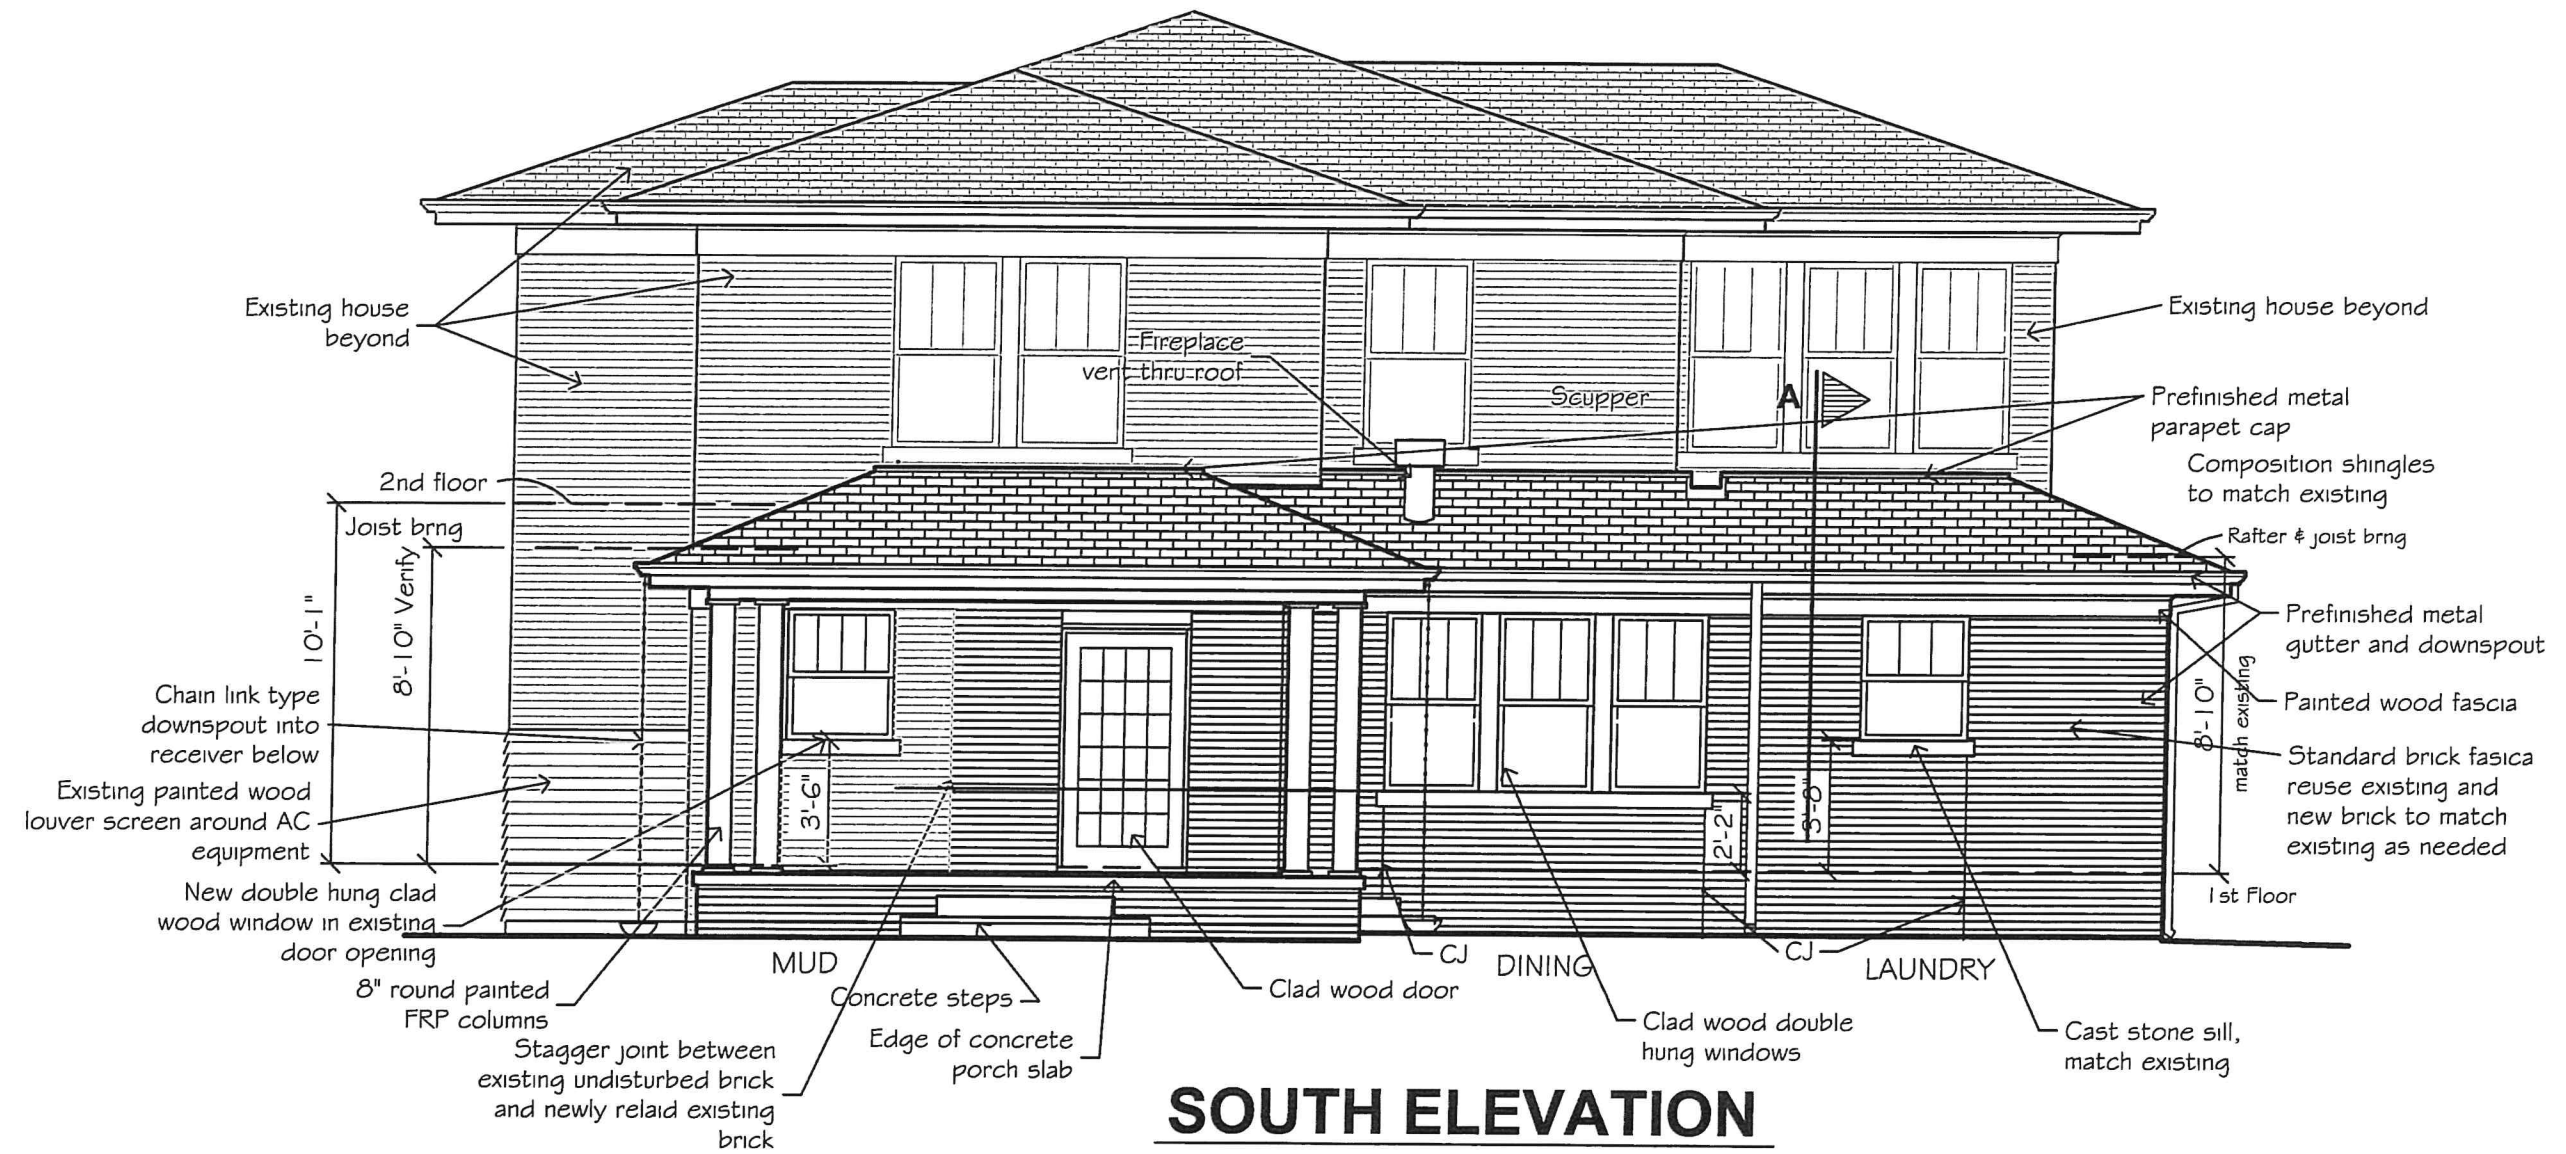 Existing house
beyond
Fireplace
vent thru roof
Scupper
A
Existing house beyond
Prefinished metal
parapet cap
Composition shingles
to match existing
2nd floor
Joist brng
Rafter & joist brng
10'-1"
8'-10" Verify
Chain link type
downspout into
receiver below
Existing painted wood
louver screen around AC
equipment
New double hung clad
wood window in existing
door opening
8" round painted
FRP columns
Stagger joint between
existing undisturbed brick
and newly relaid existing
brick
3'-6"
2'-2"
8'-10"
match existing
Prefinished metal
gutter and downspout
Painted wood fascia
Standard brick fasica
reuse existing and
new brick to match
existing as needed
1st Floor
MUD
Concrete steps
Edge of concrete
porch slab
Clad wood door
CJ
DINING
CJ
LAUNDRY
Clad wood double
hung windows
Cast stone sill,
match existing
SOUTH ELEVATION